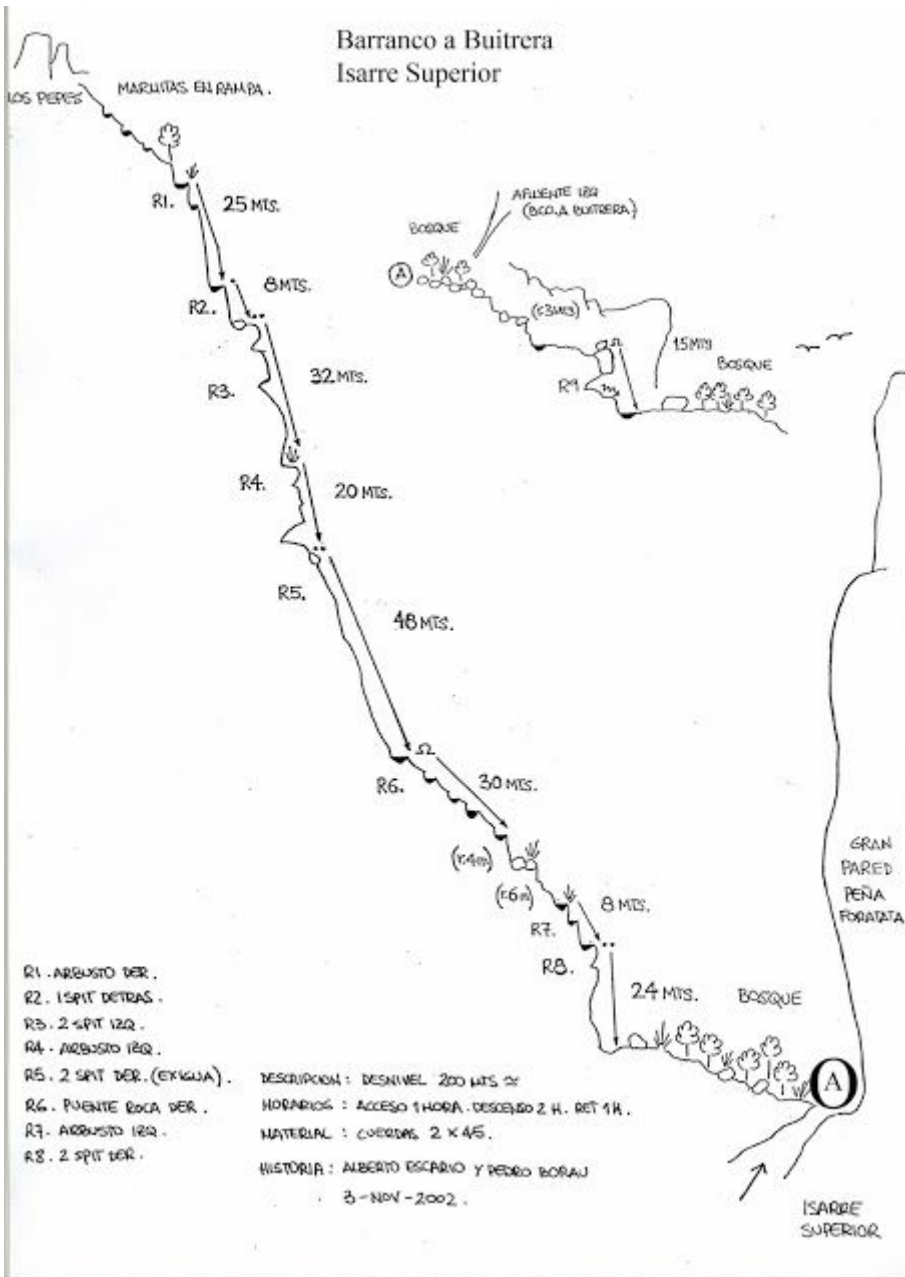 Barranco a Buitrera
Isarre Superior
LOS PEPES
MARMITAS EN RAMPA.
R1.
25 MTS.
R2.
8 MTS.
R3.
32 MTS.
R4.
20 MTS.
R5.
48 MTS.
R6.
30 MTS.
(r.4m)
(r.6m)
R7.
8 MTS.
R8.
24 MTS.
BOSQUE
A
BOSQUE
AFLUENTE IZQ
(BCO. A BUITRERA)
A
(r.3MTS)
R9
15 MTS
BOSQUE
GRAN
PARED
PEÑA
FORATATA
ISARRE
SUPERIOR
R1. ARBUSTO DER.
R2. 1 SPIT DETRAS.
R3. 2 SPIT IZQ.
R4. ARBUSTO IZQ.
R5. 2 SPIT DER. (EXIGUA).
R6. PUENTE ROCA DER.
R7. ARBUSTO IZQ.
R8. 2 SPIT DER.
DESCRIPCION: DESNIVEL 200 MTS ≃
HORARIOS: ACCESO 1 HORA. DESCENSO 2 H. RET 1 H.
MATERIAL: CUERDAS 2 x 45.
HISTORIA: ALBERTO ESCARIO Y PEDRO BORAU
3-NOV-2002.